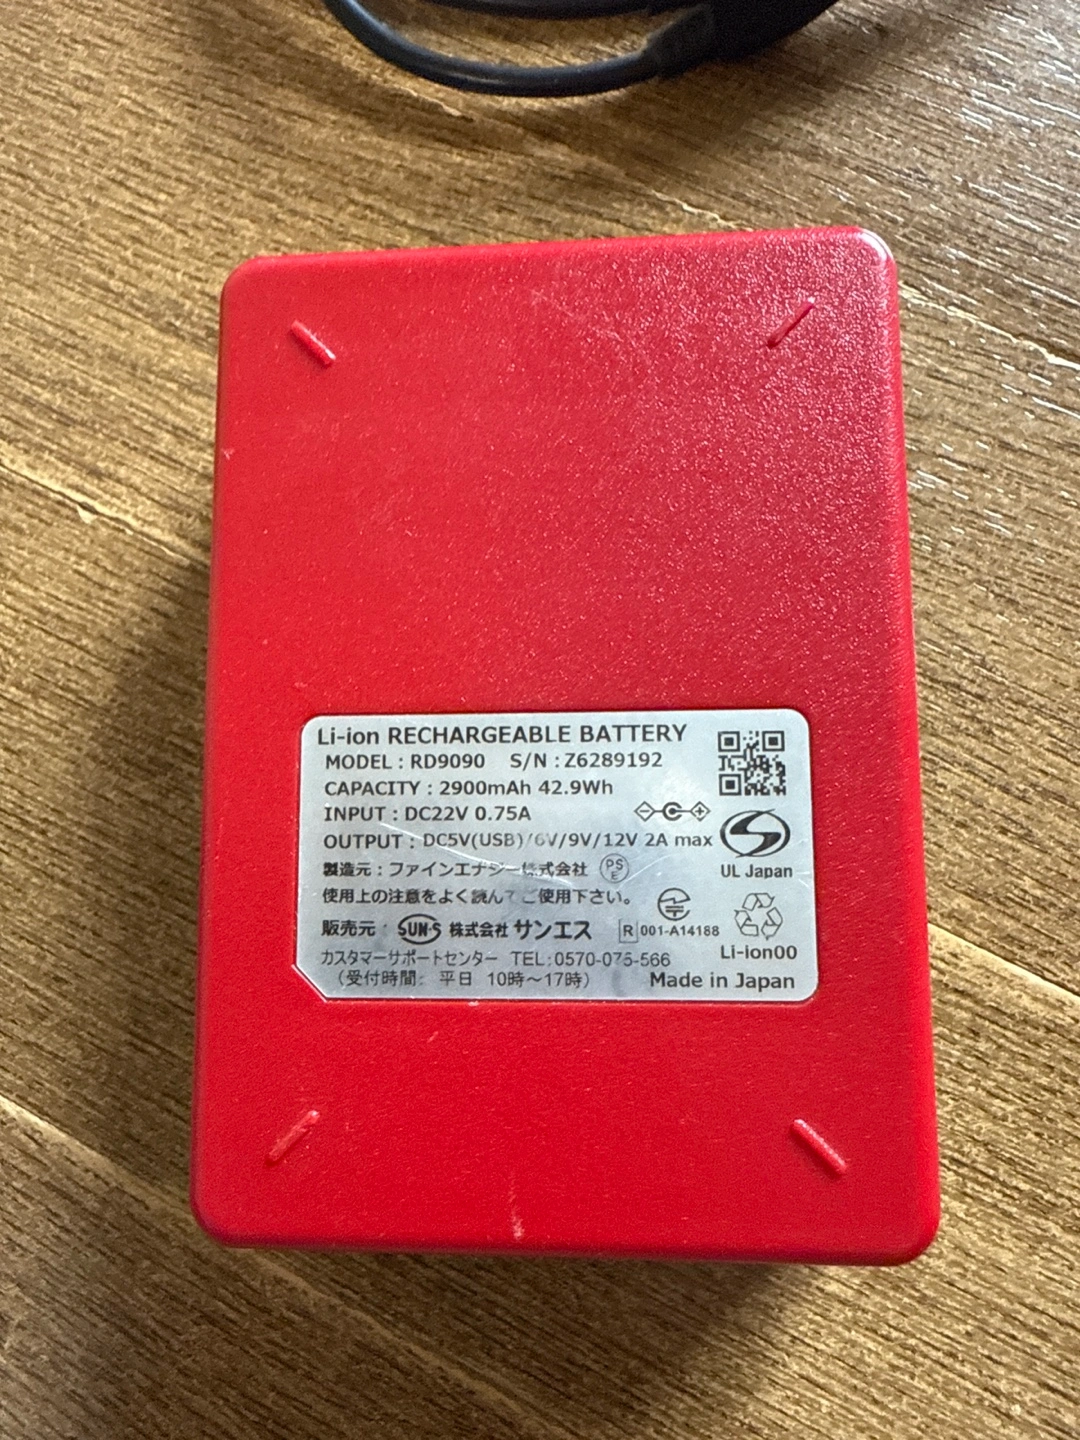 Li-ion RECHARGEABLE BATTERY
MODEL : RD9090 S/N : Z6289192
CAPACITY : 2900mAh 42.9Wh
INPUT : DC22V 0.75A
OUTPUT : DC5V(USB)/6V/9V/12V 2A max
製造元 : ファインエナジー株式会社 PSE
UL Japan
使用上の注意をよく読んでご使用下さい。
販売元 : SUN・S 株式会社 サンエス
R 001-A14188
Li-ion00
カスタマーサポートセンター TEL:0570-075-566
(受付時間: 平日 10時～17時)
Made in Japan